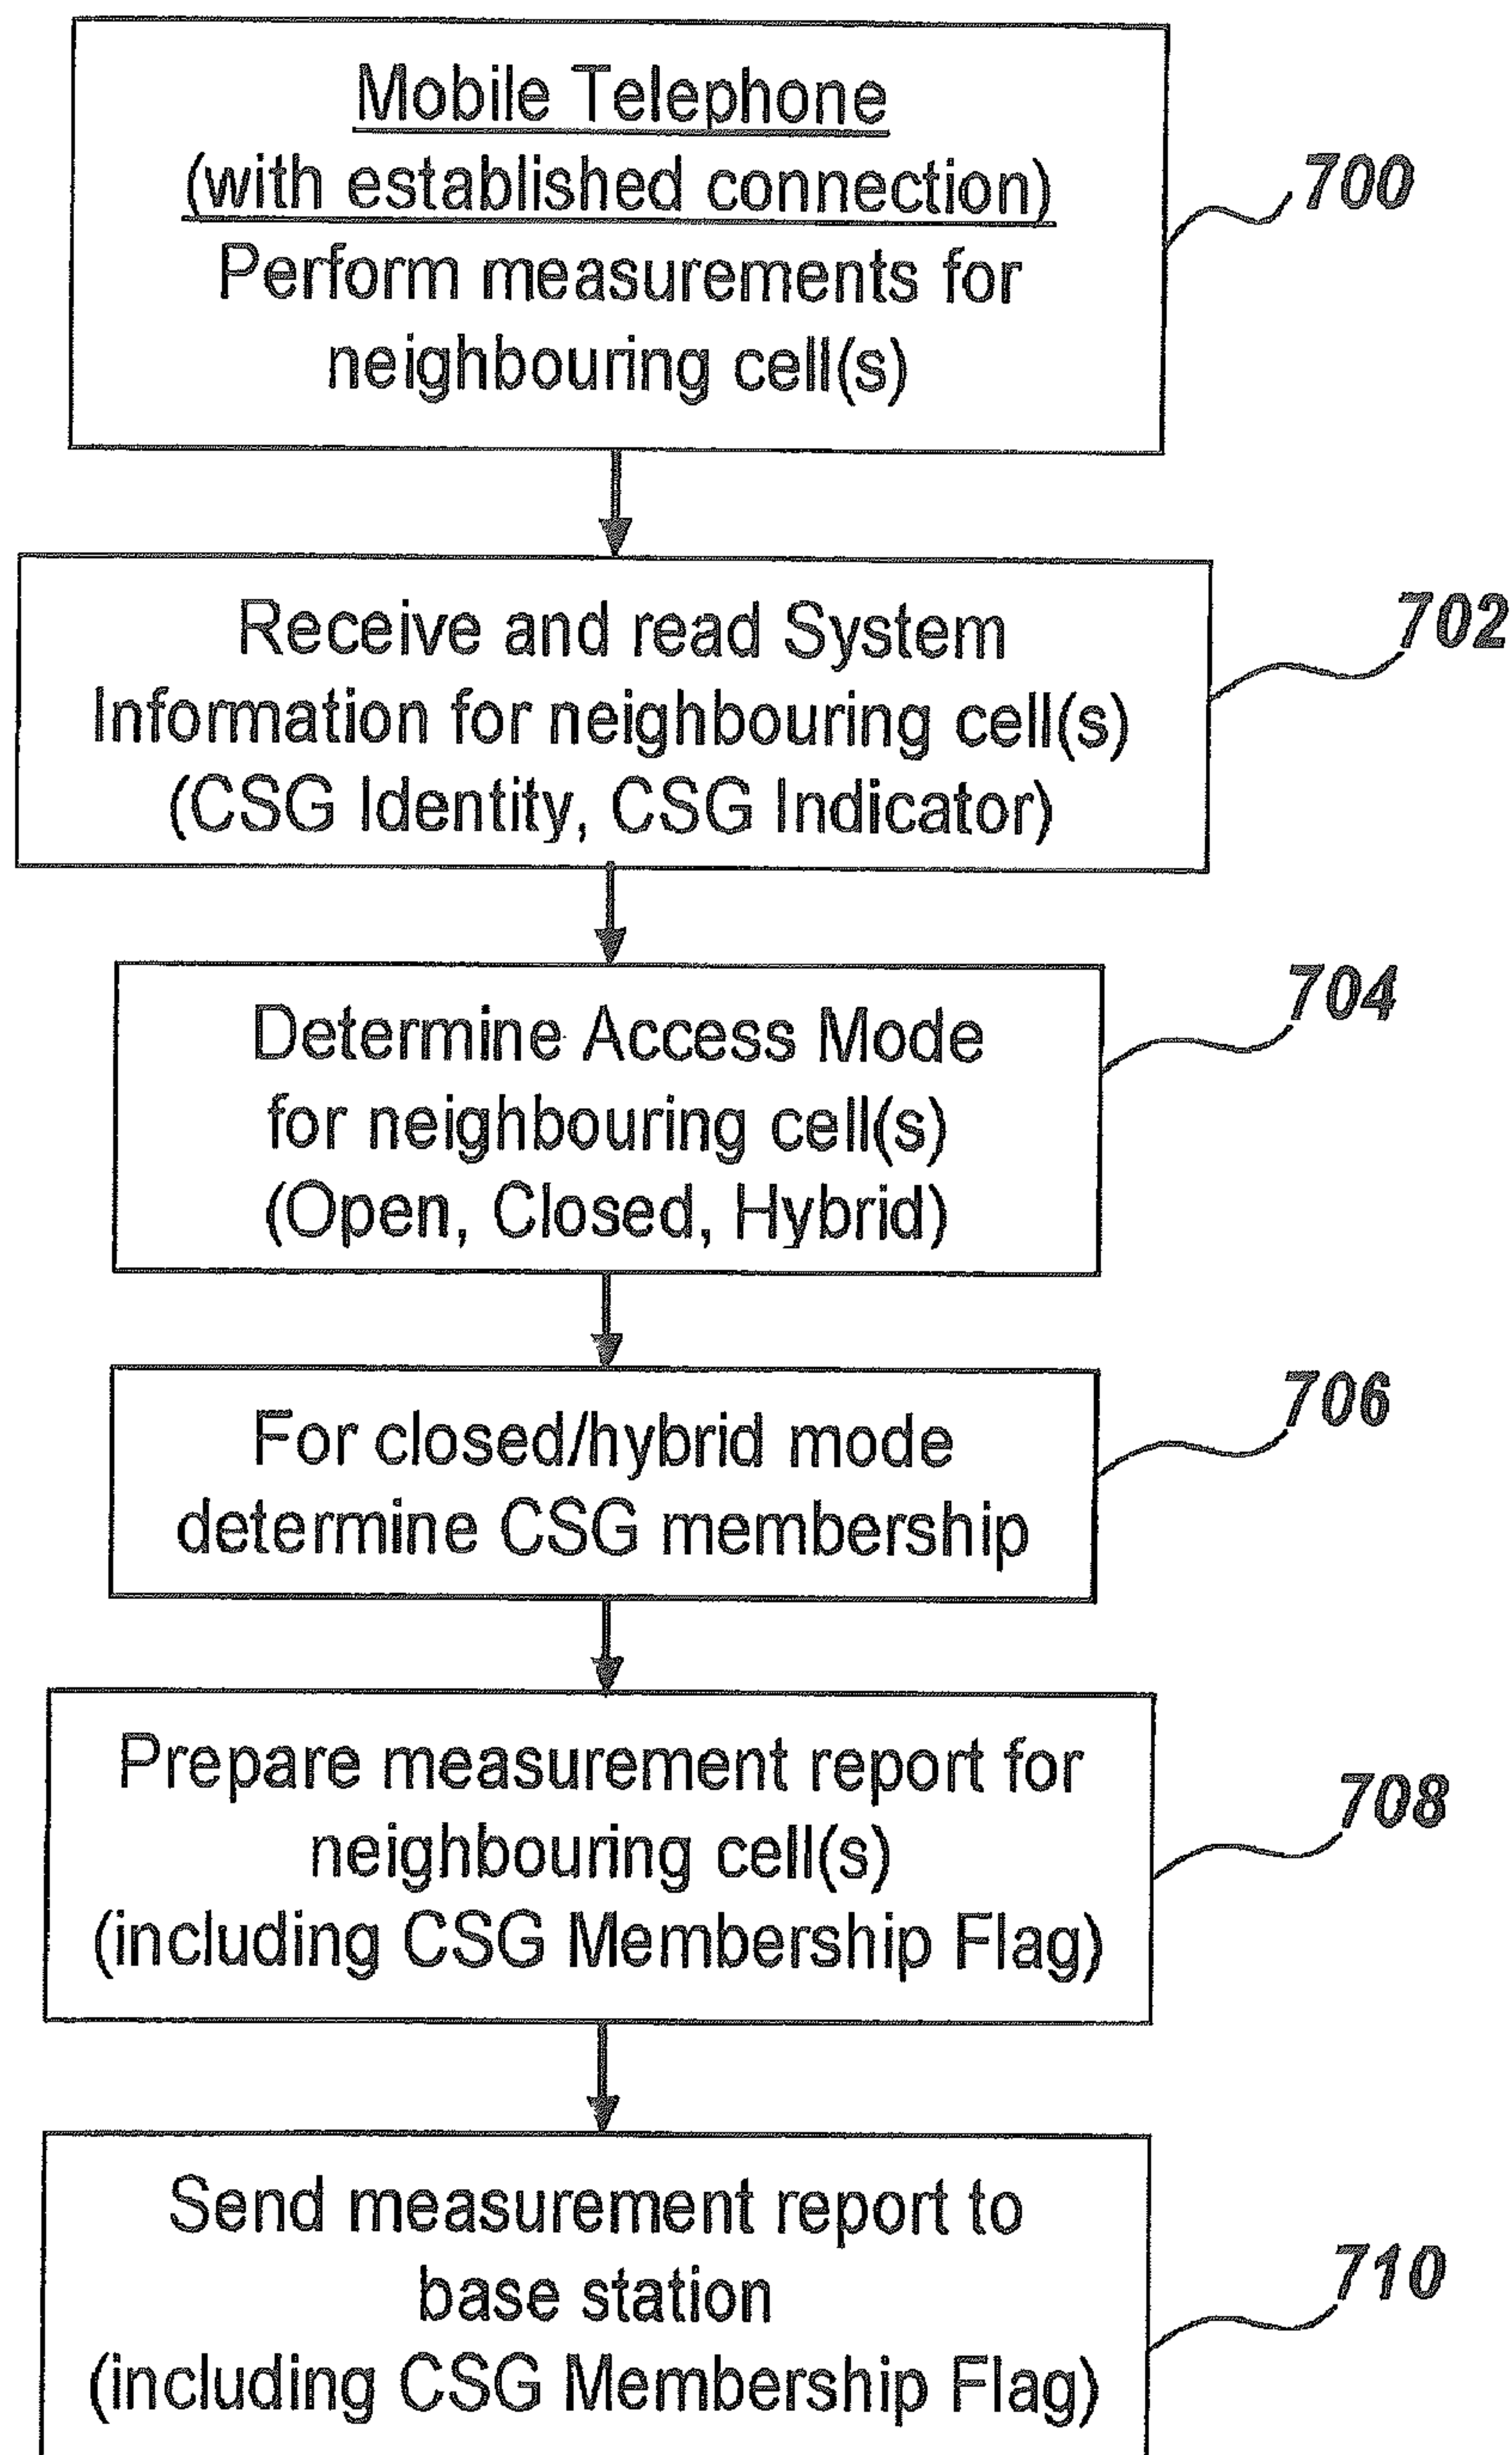 Mobile Telephone
(with established connection)
Perform measurements for
neighbouring cell(s)
700
Receive and read System
Information for neighbouring cell(s)
(CSG Identity, CSG Indicator)
702
Determine Access Mode
for neighbouring cell(s)
(Open, Closed, Hybrid)
704
For closed/hybrid mode
determine CSG membership
706
Prepare measurement report for
neighbouring cell(s)
(including CSG Membership Flag)
708
Send measurement report to
base station
(including CSG Membership Flag)
710